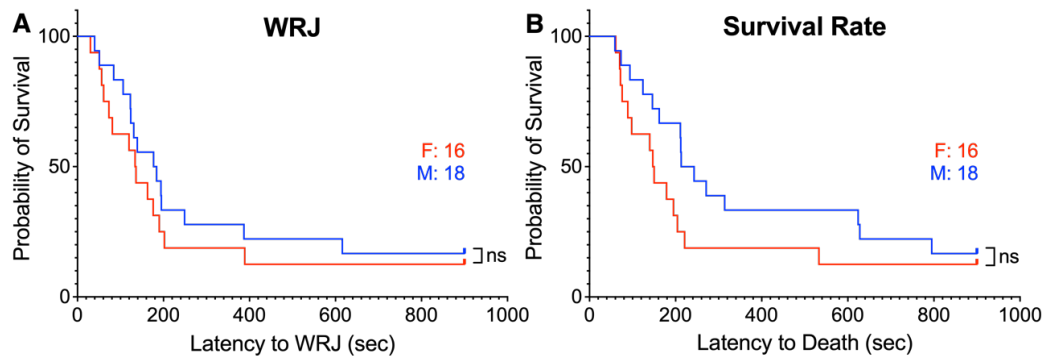 A
WRJ
Probability of Survival
100
50
0
F: 16
M: 18
ns
0
200
400
600
800
1000
Latency to WRJ (sec)
B
Survival Rate
Probability of Survival
100
50
0
F: 16
M: 18
ns
0
200
400
600
800
1000
Latency to Death (sec)